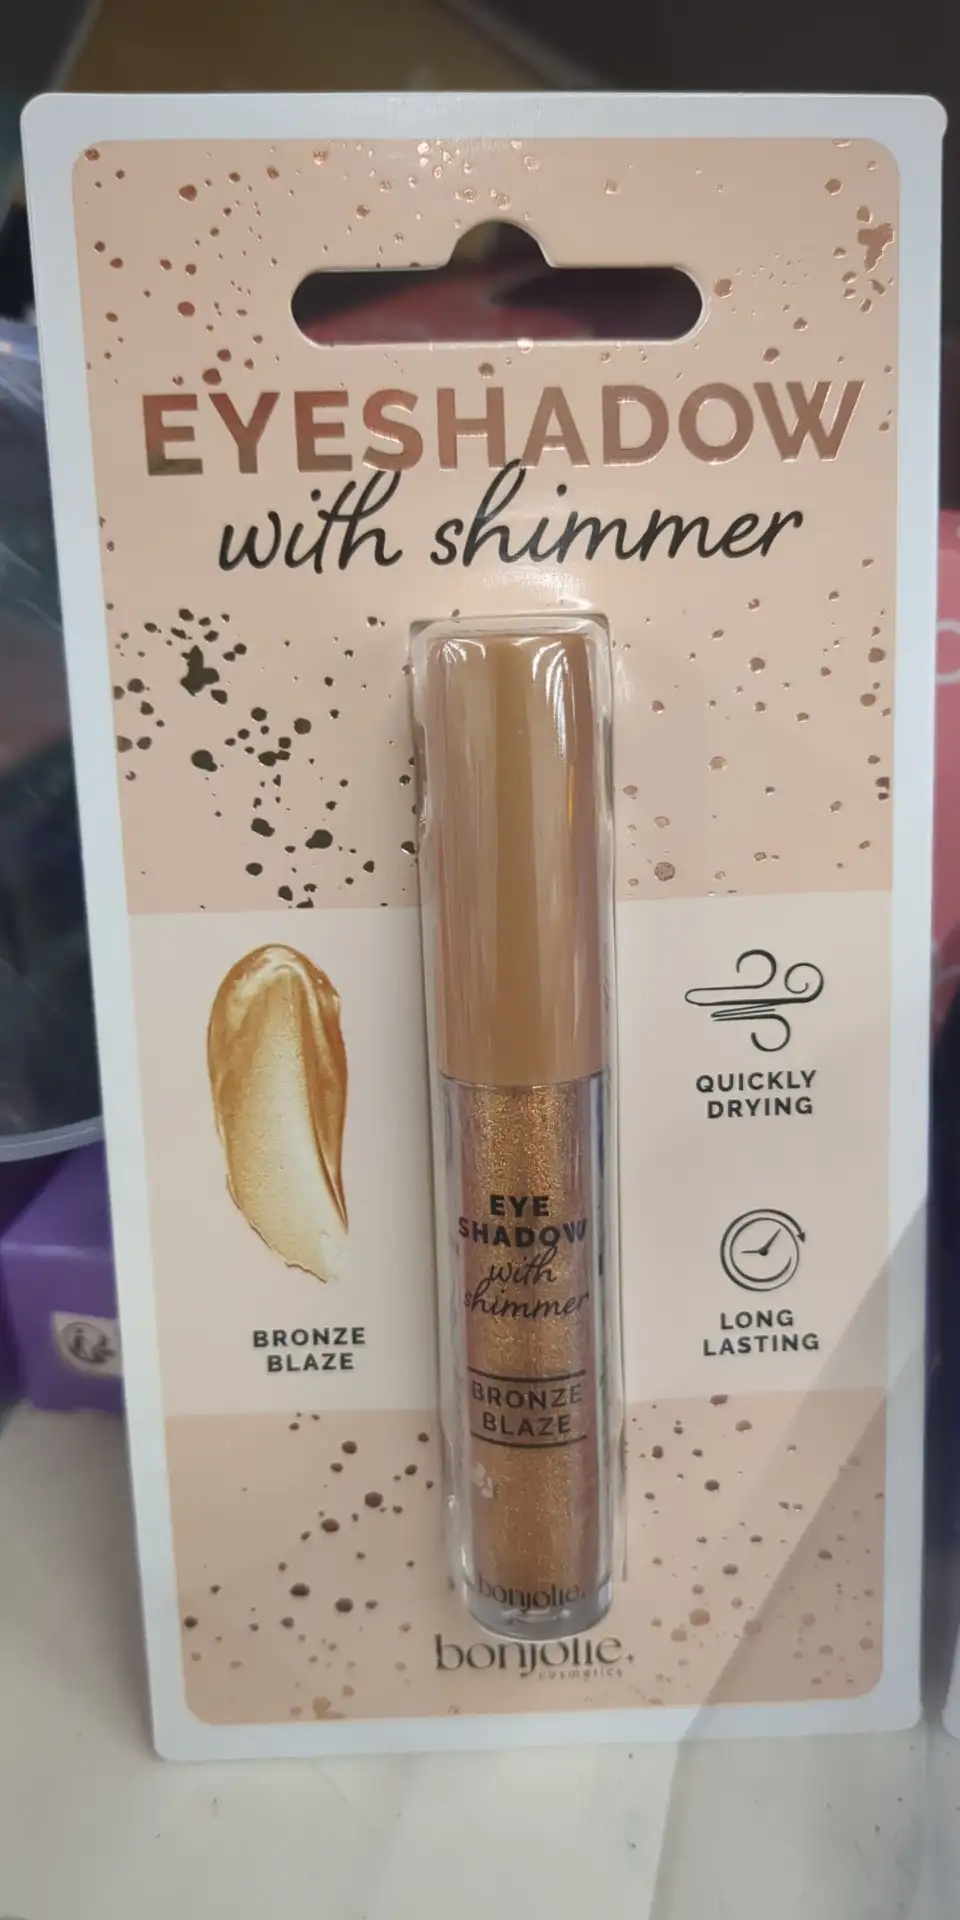 EYESHADOW
with shimmer
QUICKLY
DRYING
EYE
SHADOW
with
shimmer
LONG
LASTING
BRONZE
BLAZE
BRONZE
BLAZE
bonjolie.
bonjolie.
cosmetics